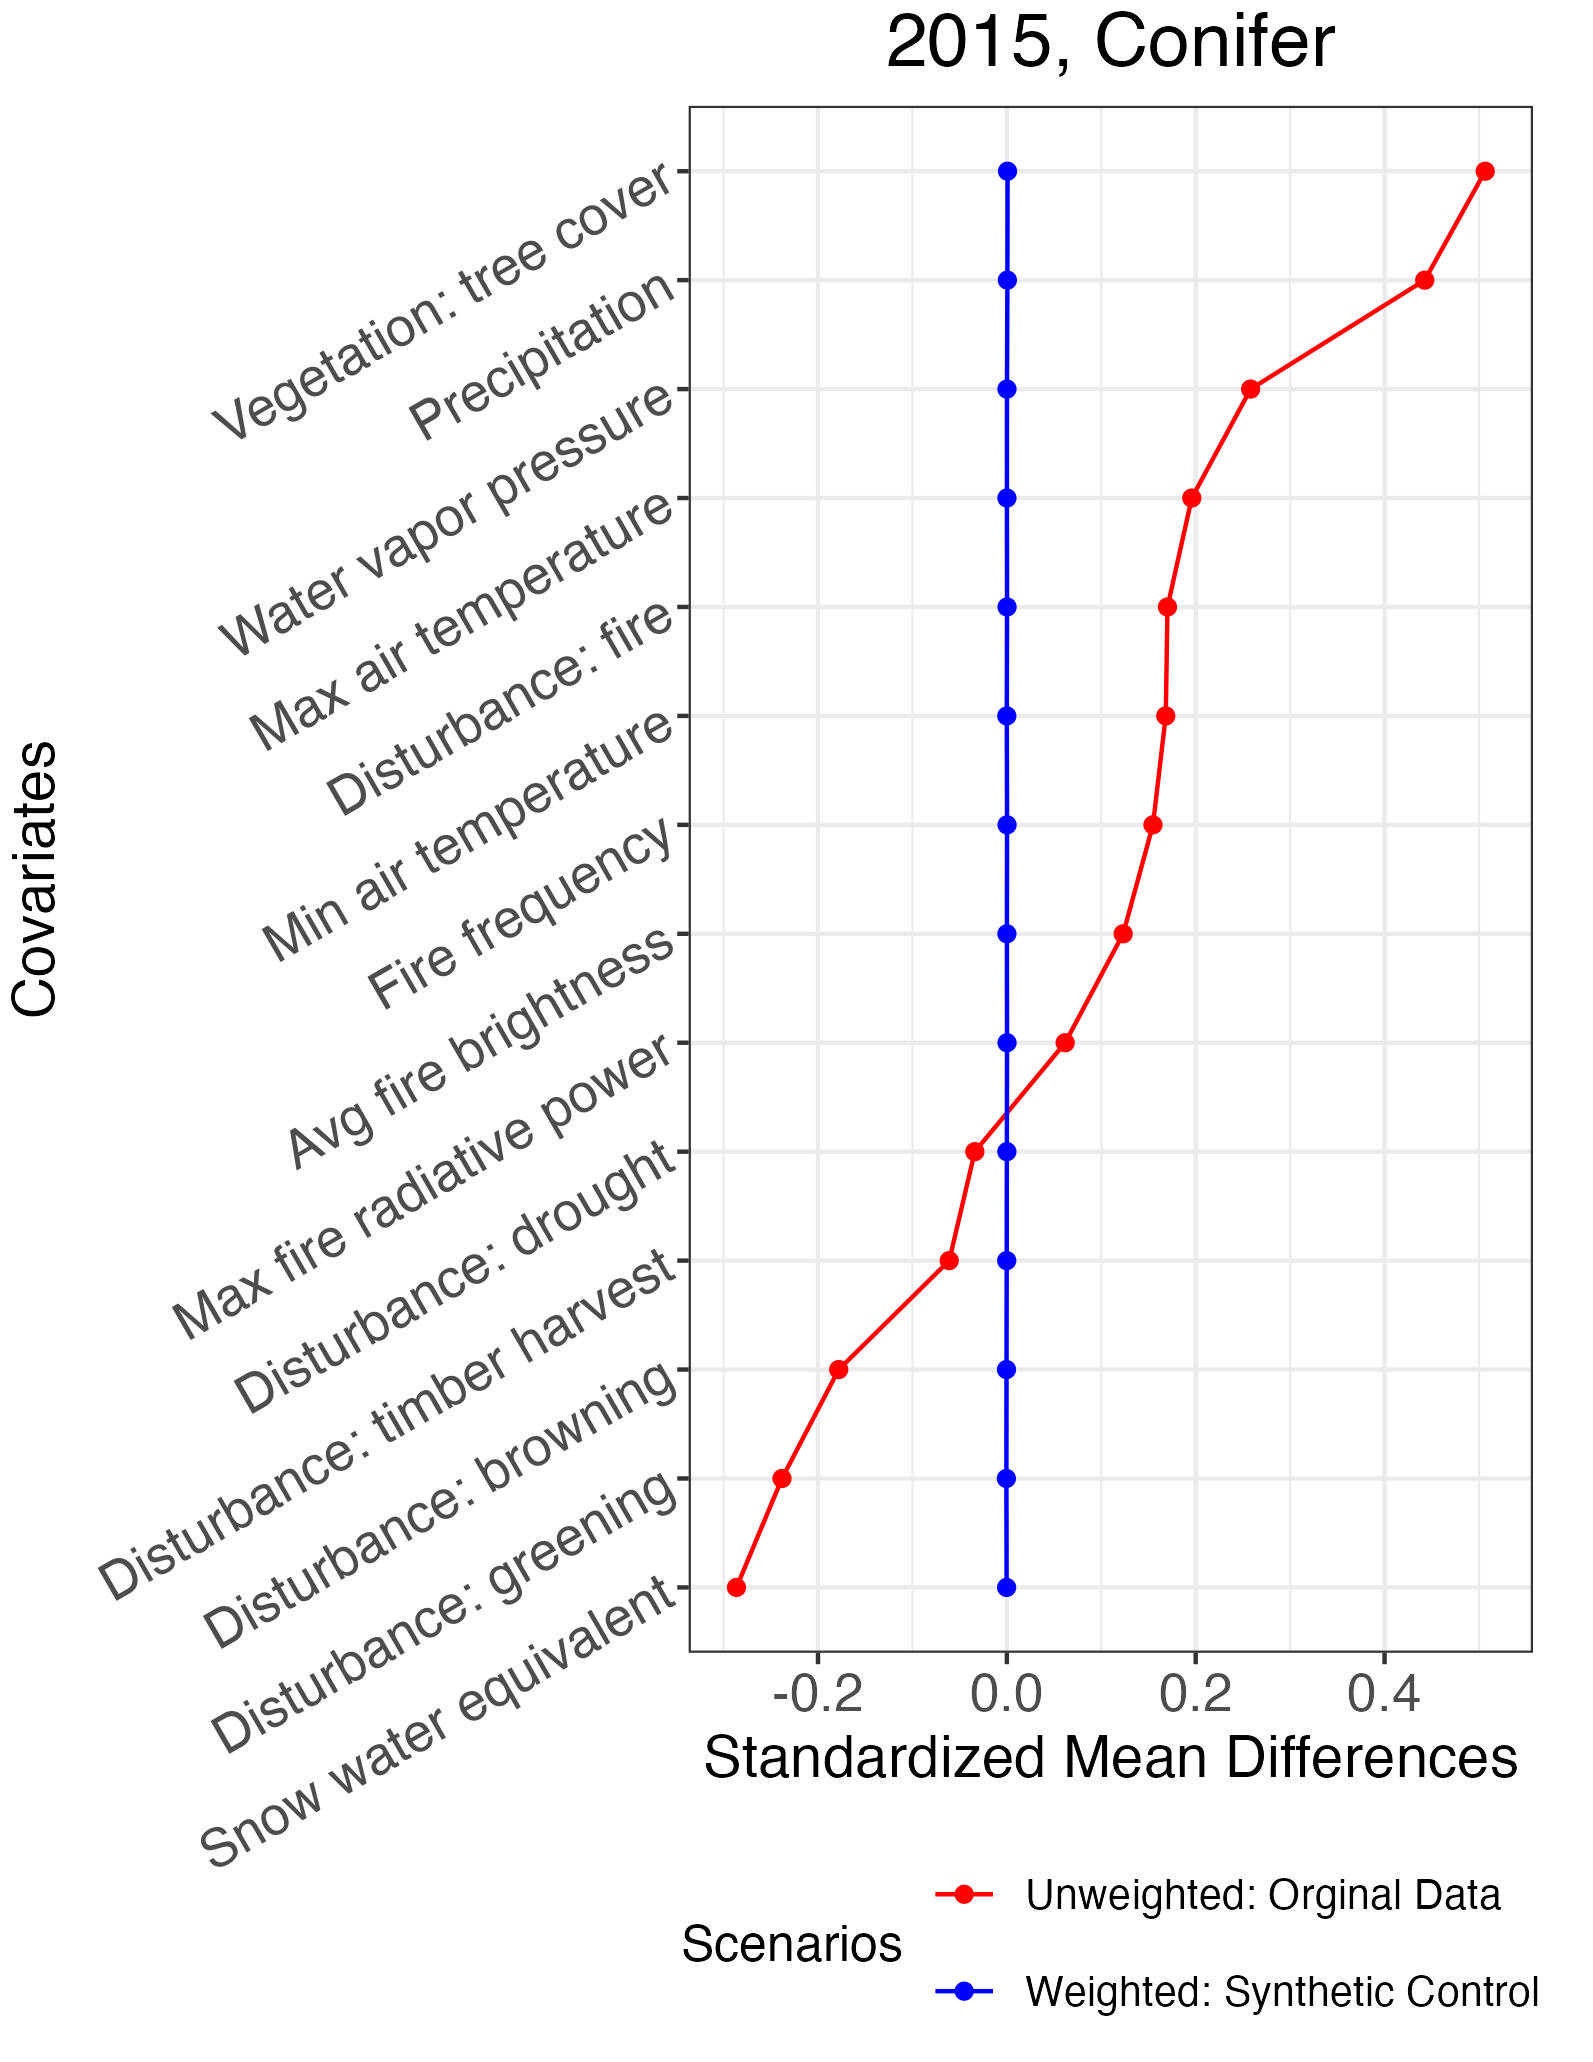 2015, Conifer
Covariates
Vegetation: tree cover
Precipitation
Water vapor pressure
Max air temperature
Disturbance: fire
Min air temperature
Fire frequency
Avg fire brightness
Max fire radiative power
Disturbance: drought
Disturbance: timber harvest
Disturbance: browning
Disturbance: greening
Snow water equivalent
-0.2 0.0 0.2 0.4
Standardized Mean Differences
Scenarios
Unweighted: Orginal Data
Weighted: Synthetic Control